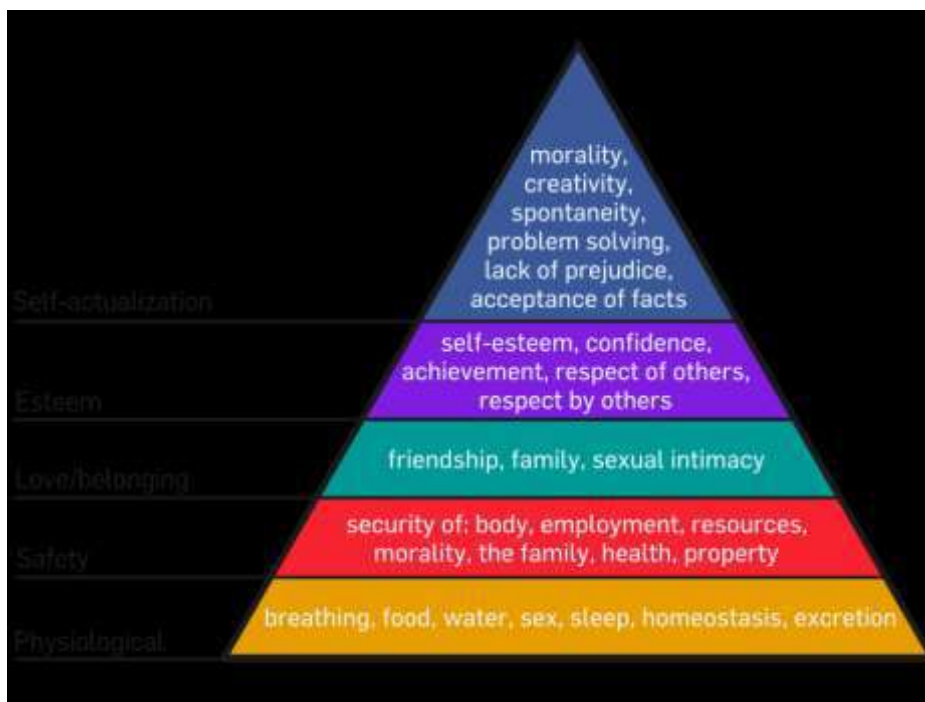 morality,
creativity,
spontaneity,
problem solving,
lack of prejudice,
acceptance of facts
Self-actualization
self-esteem, confidence,
achievement, respect of others,
respect by others
Esteem
friendship, family, sexual intimacy
Love/belonging
security of: body, employment, resources,
morality, the family, health, property
Safety
breathing, food, water, sex, sleep, homeostasis, excretion
Physiological